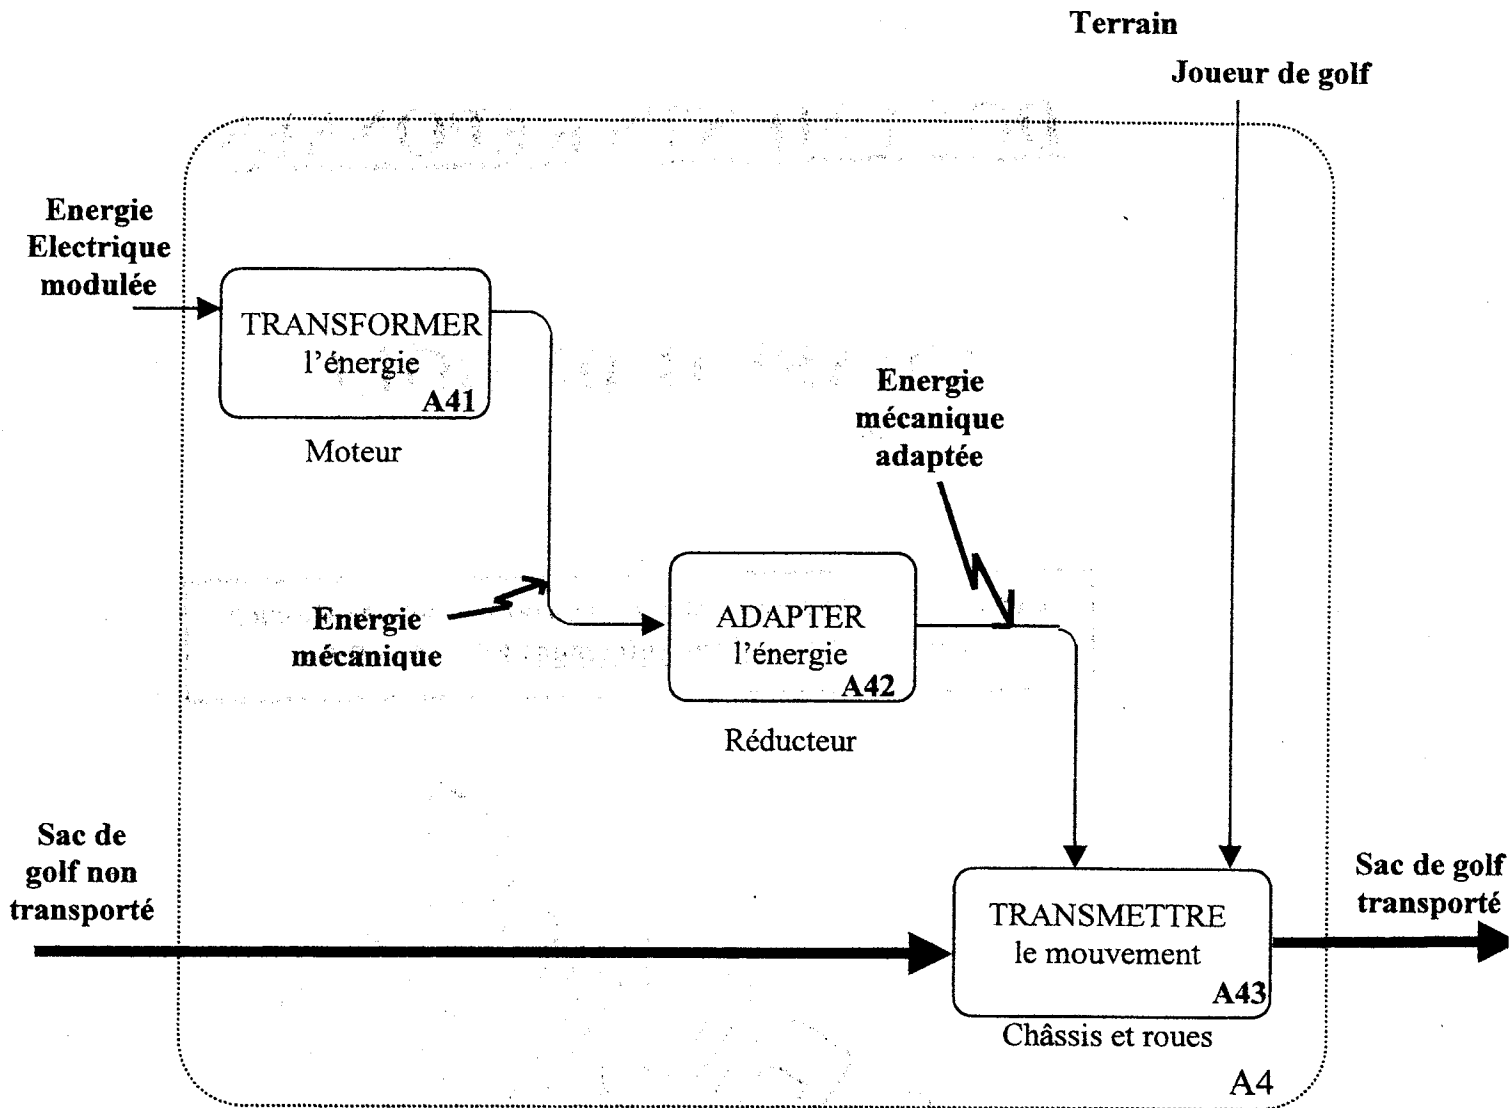 Terrain
Joueur de golf
Energie
Electrique
modulée
TRANSFORMER
l'énergie
A41
Moteur
Energie
mécanique
adaptée
Energie
mécanique
ADAPTER
l'énergie
A42
Réducteur
Sac de
golf non
transporté
TRANSMETTRE
le mouvement
A43
Châssis et roues
Sac de golf
transporté
A4